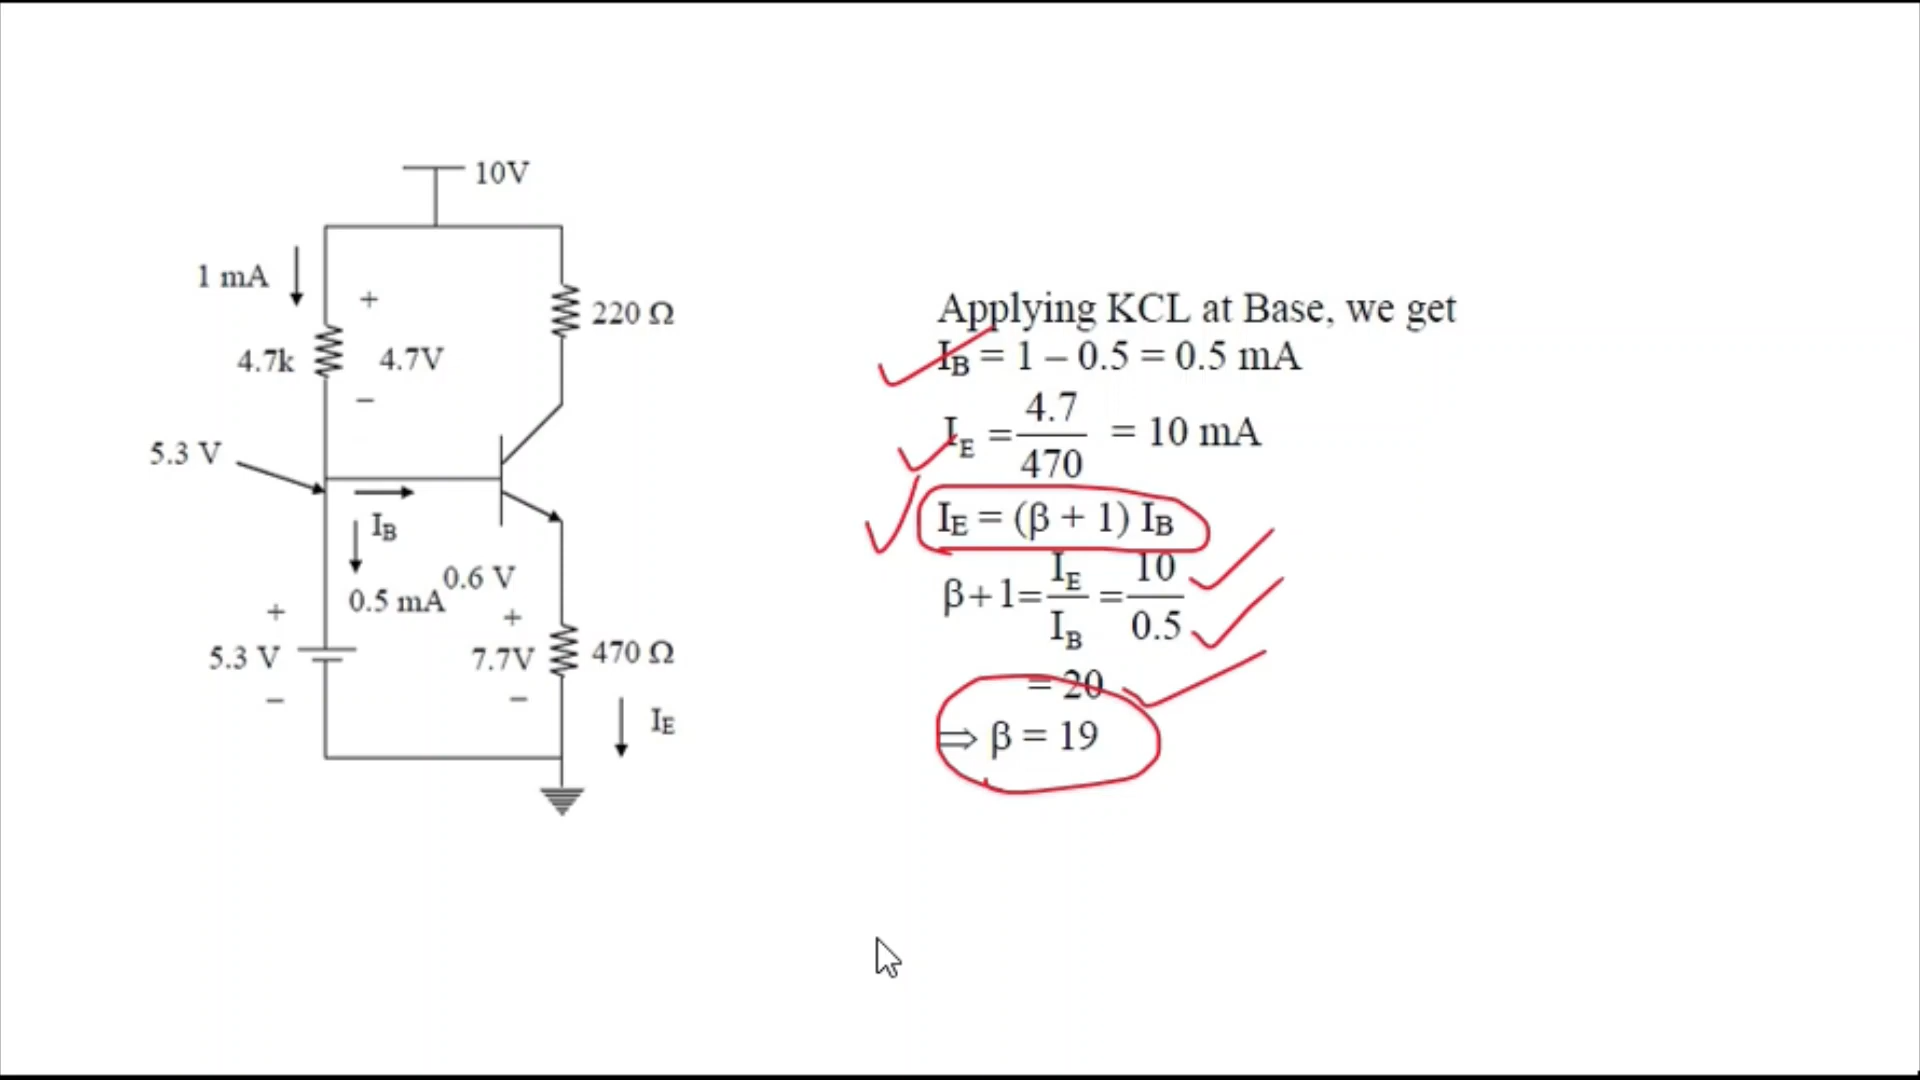 10V
1 mA
+
220 Ω
4.7k
4.7V
−
5.3 V
I_B
0.5 mA
0.6 V
+
+
5.3 V
7.7V
470 Ω
−
−
I_E
Applying KCL at Base, we get
I_B = 1 – 0.5 = 0.5 mA
I_E = 4.7/470 = 10 mA
I_E = (β + 1) I_B
β+1 = I_E/I_B = 10/0.5
= 20
⇒ β = 19